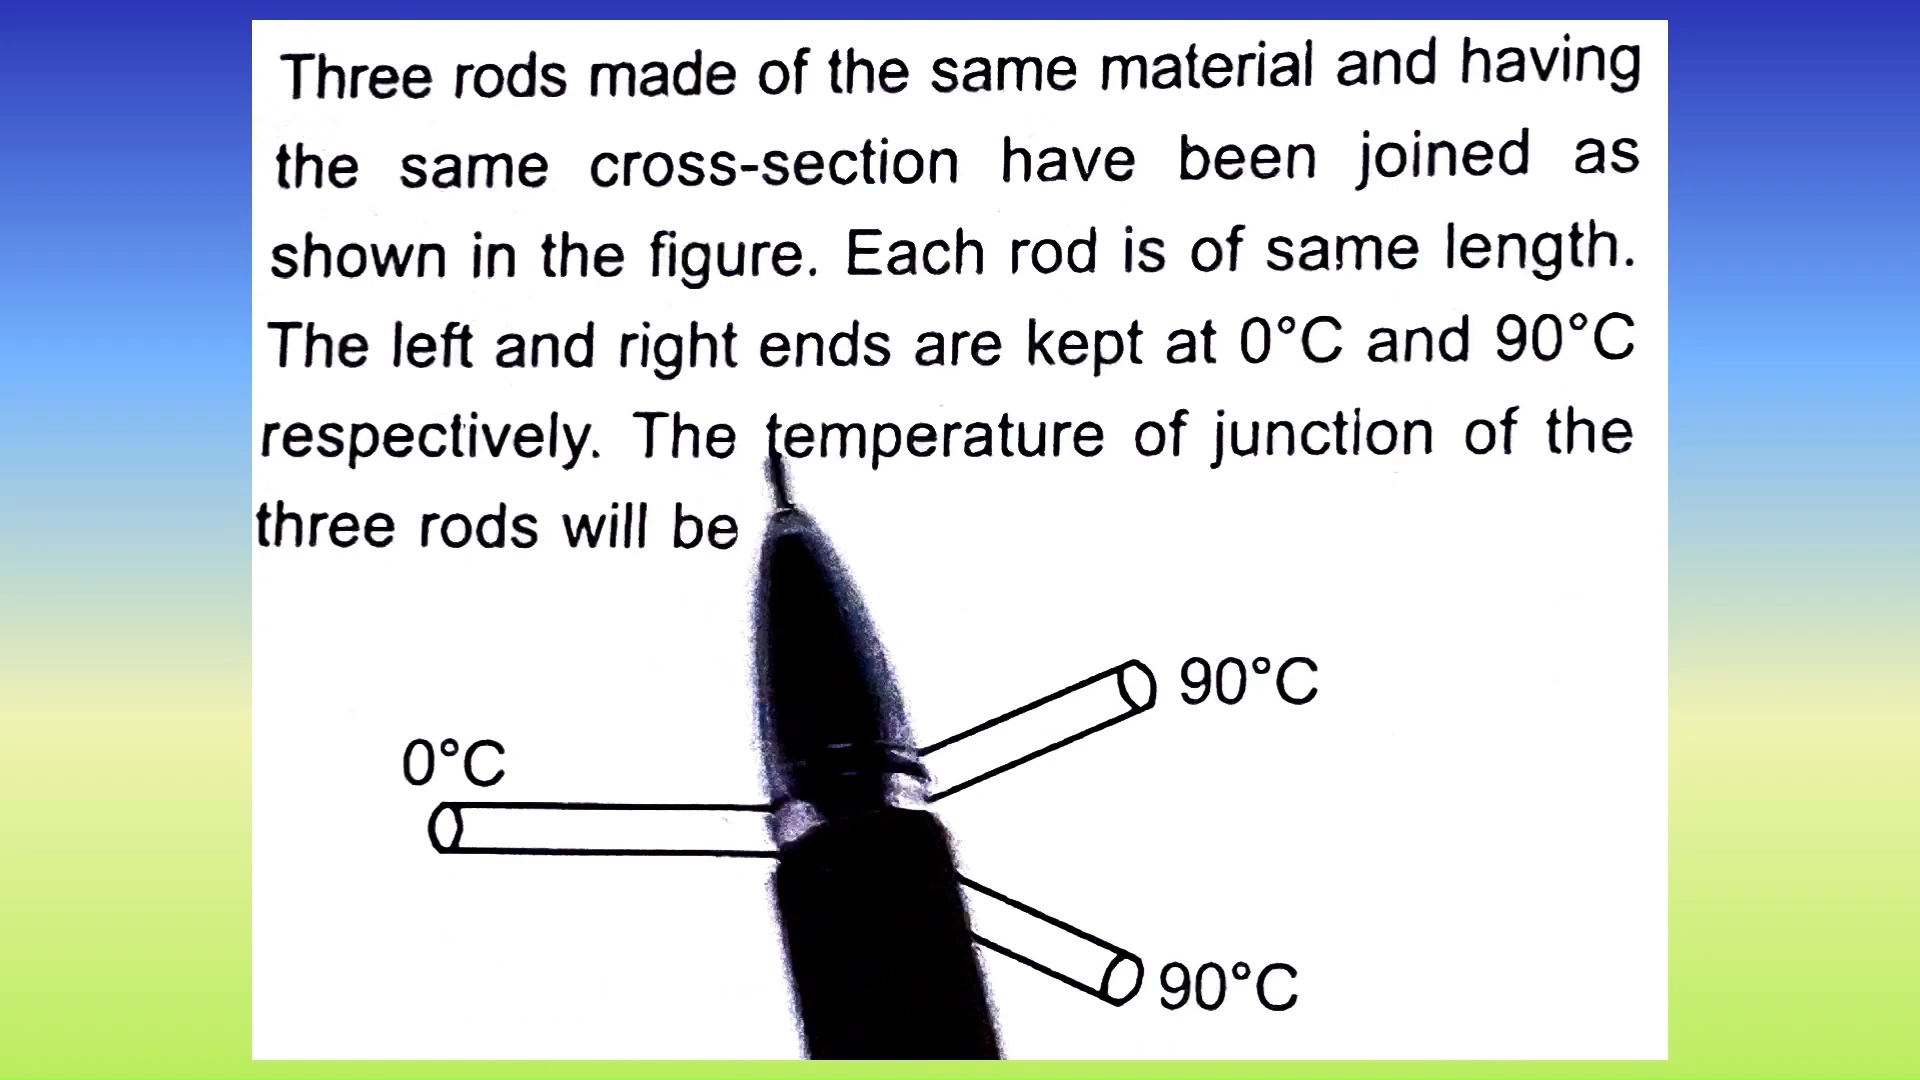 Three rods made of the same material and having
the same cross-section have been joined as
shown in the figure. Each rod is of same length.
The left and right ends are kept at 0°C and 90°C
respectively. The temperature of junction of the
three rods will be
90°C
0°C
90°C